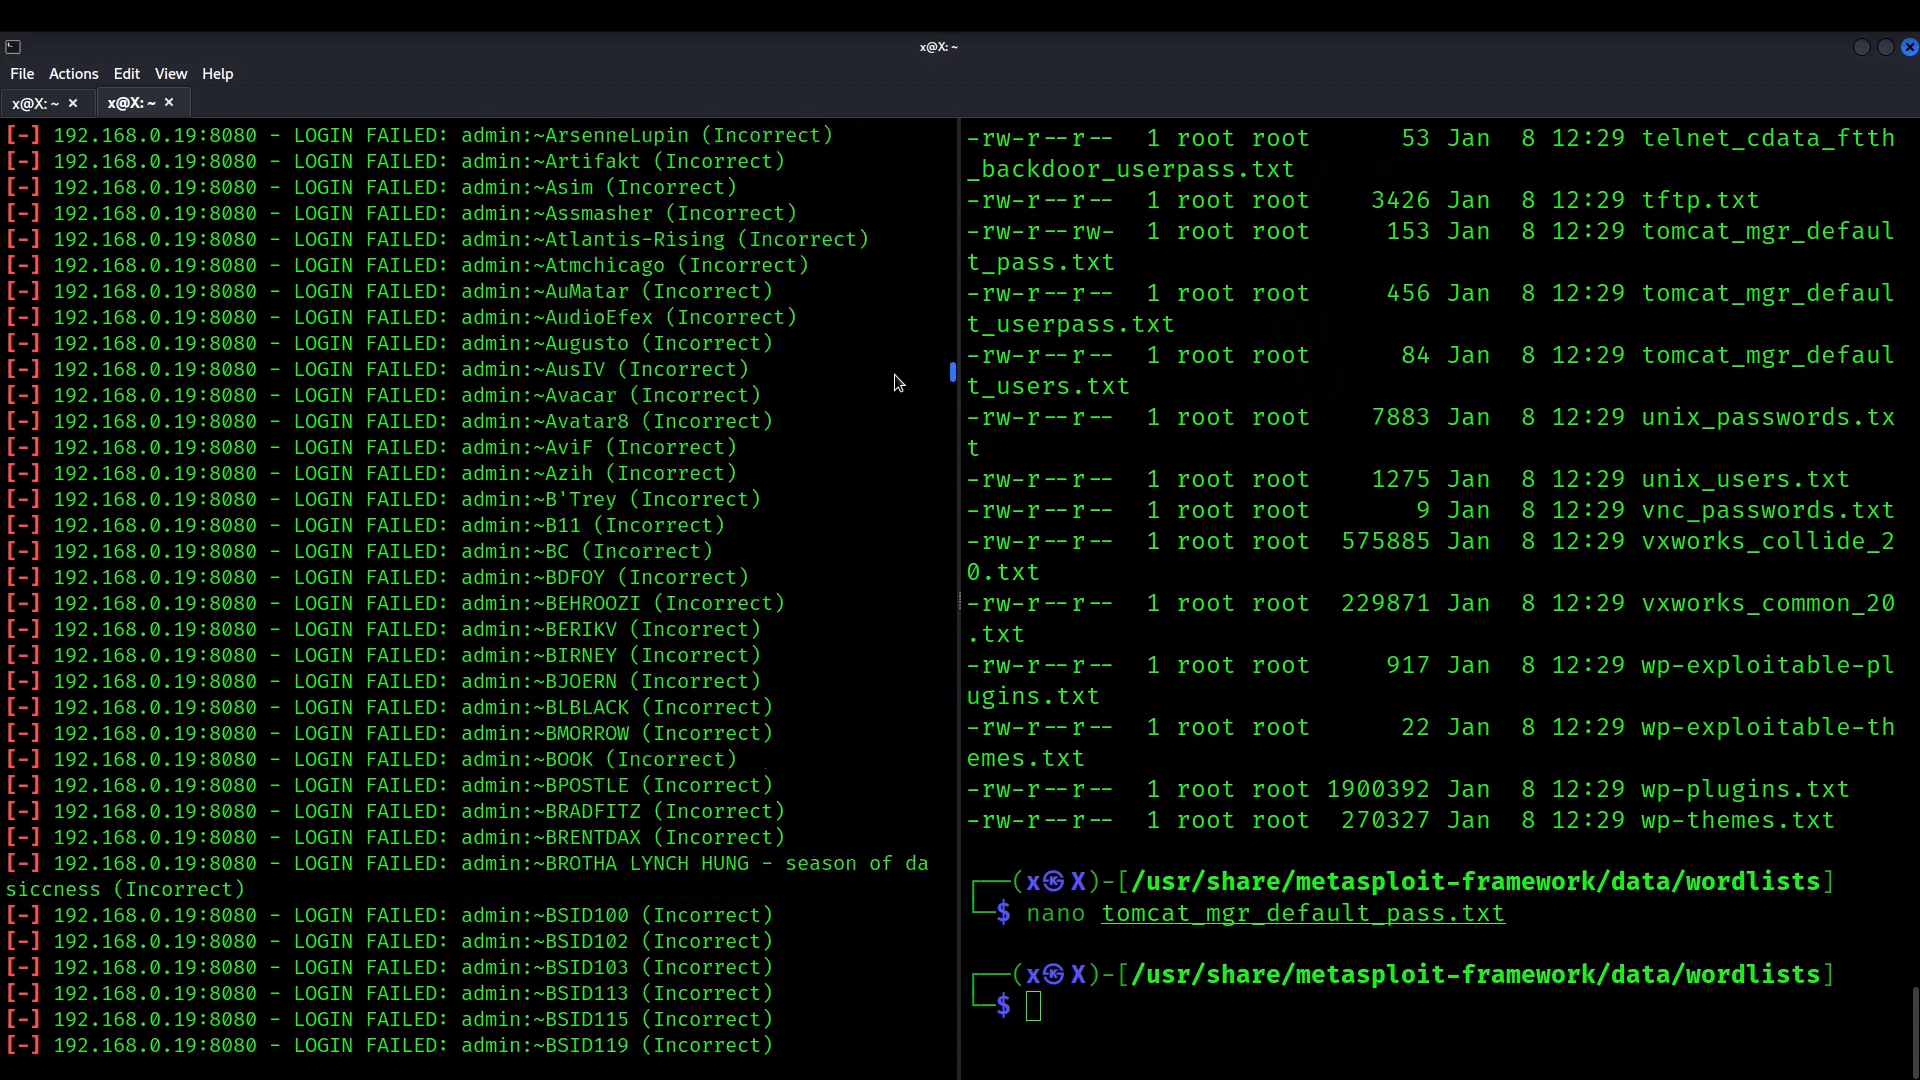 x@X: ~
File Actions Edit View Help
x@X: ~ ×
x@X: ~ ×
[-] 192.168.0.19:8080 - LOGIN FAILED: admin:~ArsenneLupin (Incorrect)
[-] 192.168.0.19:8080 - LOGIN FAILED: admin:~Artifakt (Incorrect)
[-] 192.168.0.19:8080 - LOGIN FAILED: admin:~Asim (Incorrect)
[-] 192.168.0.19:8080 - LOGIN FAILED: admin:~Assmasher (Incorrect)
[-] 192.168.0.19:8080 - LOGIN FAILED: admin:~Atlantis-Rising (Incorrect)
[-] 192.168.0.19:8080 - LOGIN FAILED: admin:~Atmchicago (Incorrect)
[-] 192.168.0.19:8080 - LOGIN FAILED: admin:~AuMatar (Incorrect)
[-] 192.168.0.19:8080 - LOGIN FAILED: admin:~AudioEfex (Incorrect)
[-] 192.168.0.19:8080 - LOGIN FAILED: admin:~Augusto (Incorrect)
[-] 192.168.0.19:8080 - LOGIN FAILED: admin:~AusIV (Incorrect)
[-] 192.168.0.19:8080 - LOGIN FAILED: admin:~Avacar (Incorrect)
[-] 192.168.0.19:8080 - LOGIN FAILED: admin:~Avatar8 (Incorrect)
[-] 192.168.0.19:8080 - LOGIN FAILED: admin:~AviF (Incorrect)
[-] 192.168.0.19:8080 - LOGIN FAILED: admin:~Azih (Incorrect)
[-] 192.168.0.19:8080 - LOGIN FAILED: admin:~B'Trey (Incorrect)
[-] 192.168.0.19:8080 - LOGIN FAILED: admin:~B11 (Incorrect)
[-] 192.168.0.19:8080 - LOGIN FAILED: admin:~BC (Incorrect)
[-] 192.168.0.19:8080 - LOGIN FAILED: admin:~BDFOY (Incorrect)
[-] 192.168.0.19:8080 - LOGIN FAILED: admin:~BEHROOZI (Incorrect)
[-] 192.168.0.19:8080 - LOGIN FAILED: admin:~BERIKV (Incorrect)
[-] 192.168.0.19:8080 - LOGIN FAILED: admin:~BIRNEY (Incorrect)
[-] 192.168.0.19:8080 - LOGIN FAILED: admin:~BJOERN (Incorrect)
[-] 192.168.0.19:8080 - LOGIN FAILED: admin:~BLBLACK (Incorrect)
[-] 192.168.0.19:8080 - LOGIN FAILED: admin:~BMORROW (Incorrect)
[-] 192.168.0.19:8080 - LOGIN FAILED: admin:~BOOK (Incorrect)
[-] 192.168.0.19:8080 - LOGIN FAILED: admin:~BPOSTLE (Incorrect)
[-] 192.168.0.19:8080 - LOGIN FAILED: admin:~BRADFITZ (Incorrect)
[-] 192.168.0.19:8080 - LOGIN FAILED: admin:~BRENTDAX (Incorrect)
[-] 192.168.0.19:8080 - LOGIN FAILED: admin:~BROTHA LYNCH HUNG - season of da
siccness (Incorrect)
[-] 192.168.0.19:8080 - LOGIN FAILED: admin:~BSID100 (Incorrect)
[-] 192.168.0.19:8080 - LOGIN FAILED: admin:~BSID102 (Incorrect)
[-] 192.168.0.19:8080 - LOGIN FAILED: admin:~BSID103 (Incorrect)
[-] 192.168.0.19:8080 - LOGIN FAILED: admin:~BSID113 (Incorrect)
[-] 192.168.0.19:8080 - LOGIN FAILED: admin:~BSID115 (Incorrect)
[-] 192.168.0.19:8080 - LOGIN FAILED: admin:~BSID119 (Incorrect)
-rw-r--r-- 1 root root 53 Jan 8 12:29 telnet_cdata_ftth
_backdoor_userpass.txt
-rw-r--r-- 1 root root 3426 Jan 8 12:29 tftp.txt
-rw-r--rw- 1 root root 153 Jan 8 12:29 tomcat_mgr_defaul
t_pass.txt
-rw-r--r-- 1 root root 456 Jan 8 12:29 tomcat_mgr_defaul
t_userpass.txt
-rw-r--r-- 1 root root 84 Jan 8 12:29 tomcat_mgr_defaul
t_users.txt
-rw-r--r-- 1 root root 7883 Jan 8 12:29 unix_passwords.tx
t
-rw-r--r-- 1 root root 1275 Jan 8 12:29 unix_users.txt
-rw-r--r-- 1 root root 9 Jan 8 12:29 vnc_passwords.txt
-rw-r--r-- 1 root root 575885 Jan 8 12:29 vxworks_collide_2
0.txt
-rw-r--r-- 1 root root 229871 Jan 8 12:29 vxworks_common_20
.txt
-rw-r--r-- 1 root root 917 Jan 8 12:29 wp-exploitable-pl
ugins.txt
-rw-r--r-- 1 root root 22 Jan 8 12:29 wp-exploitable-th
emes.txt
-rw-r--r-- 1 root root 1900392 Jan 8 12:29 wp-plugins.txt
-rw-r--r-- 1 root root 270327 Jan 8 12:29 wp-themes.txt
┌──(x㉿X)-[/usr/share/metasploit-framework/data/wordlists]
└─$ nano tomcat_mgr_default_pass.txt
┌──(x㉿X)-[/usr/share/metasploit-framework/data/wordlists]
└─$